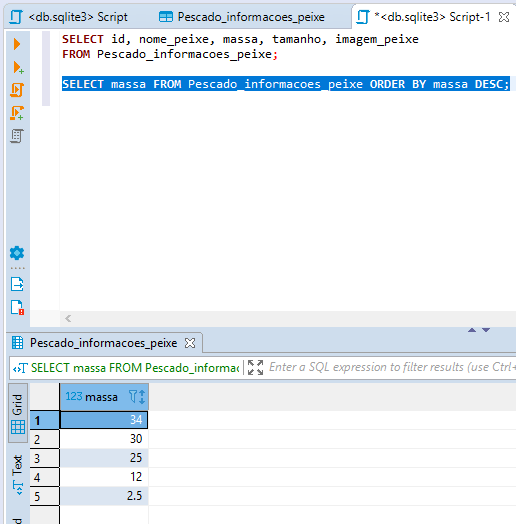 <db.sqlite3> Script Pescado_informacoes_peixe *<db.sqlite3> Script-1
SELECT id, nome_peixe, massa, tamanho, imagem_peixe
FROM Pescado_informacoes_peixe;
SELECT massa FROM Pescado_informacoes_peixe ORDER BY massa DESC;
Pescado_informacoes_peixe
SELECT massa FROM Pescado_informac Enter a SQL expression to filter results (use Ctrl+
Grid
Text
123 massa
1 34
2 30
3 25
4 12
5 2.5